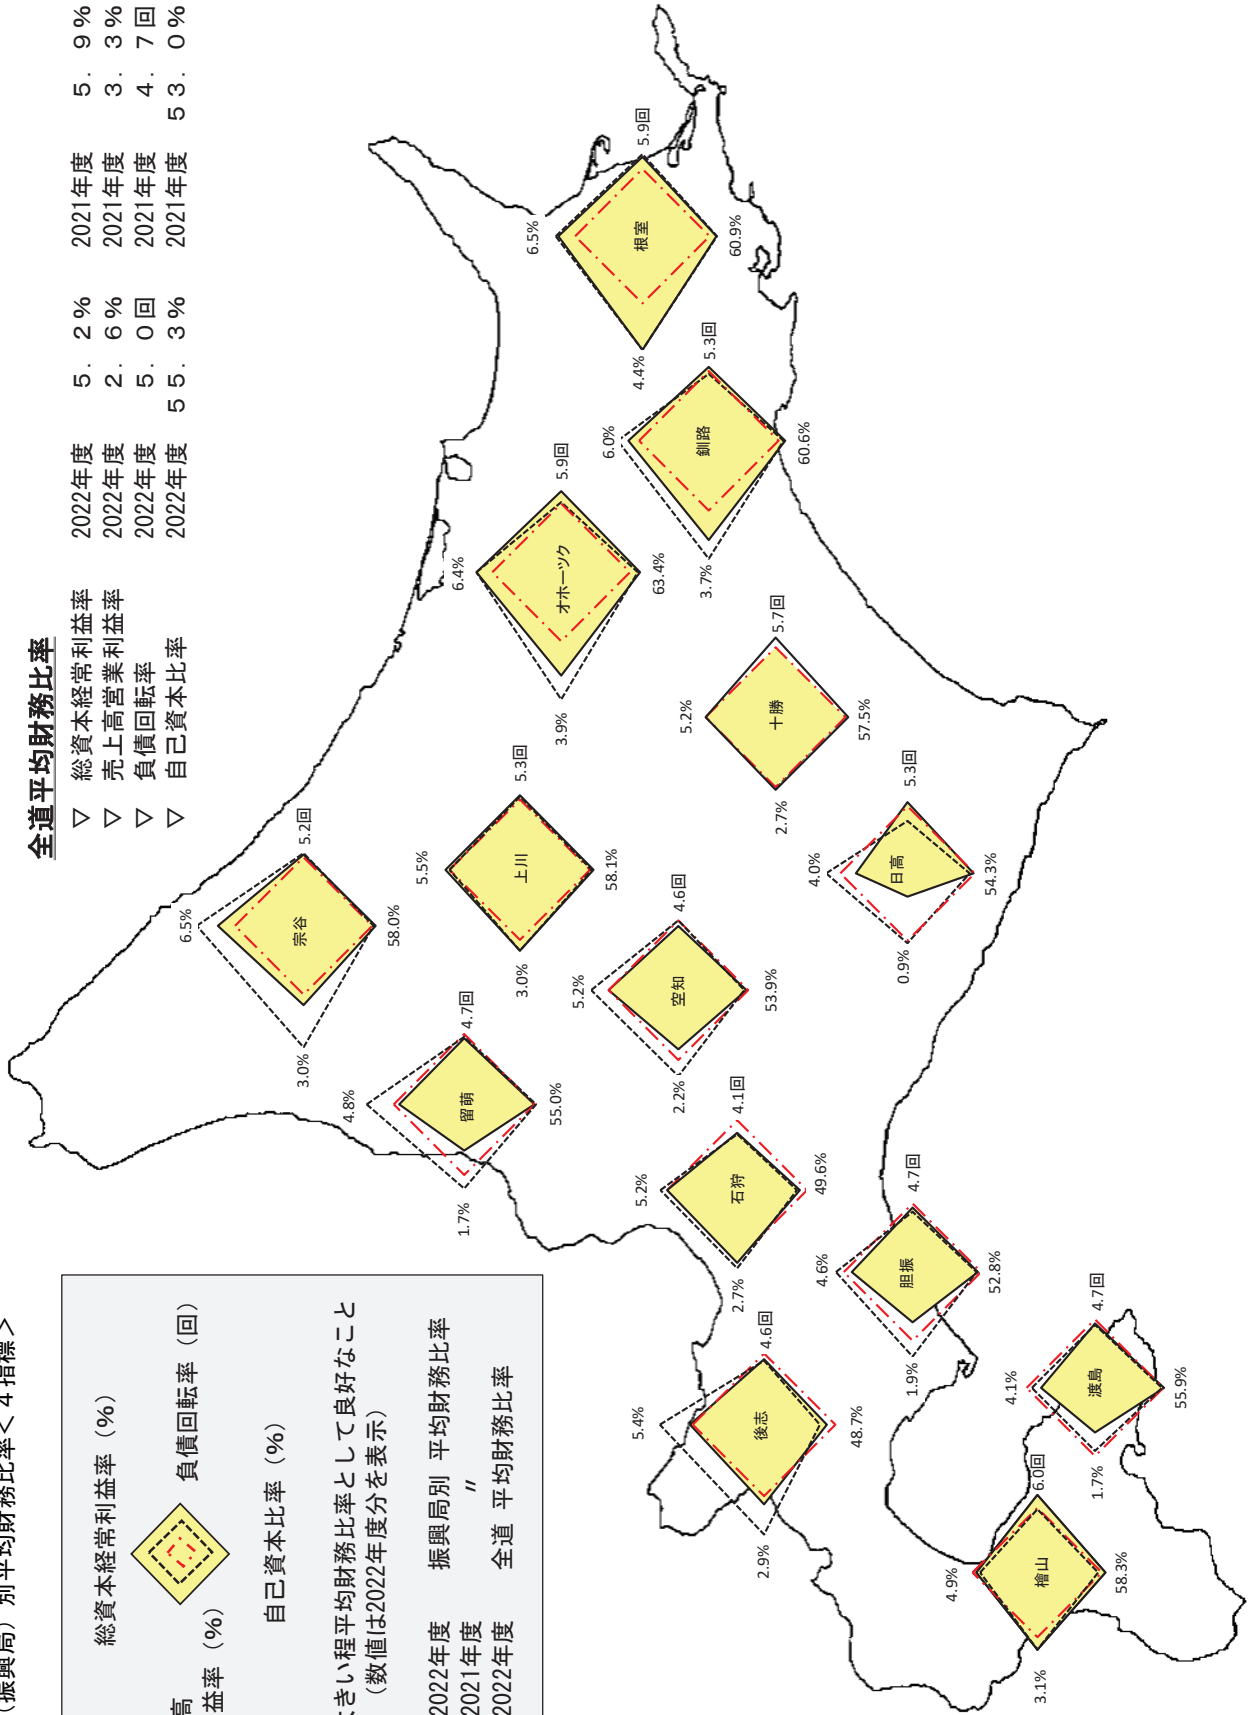 （振興局）別平均財務比率＜４指標＞
全道平均財務比率
▽ 総資本経常利益率 2022年度 ５．２％ 2021年度 ５．９％
▽ 売上高営業利益率 2022年度 ２．６％ 2021年度 ３．３％
▽ 負債回転率 2022年度 ５．０回 2021年度 ４．７回
▽ 自己資本比率 2022年度 ５５．３％ 2021年度 ５３．０％
総資本経常利益率（％）
高
益率（％）
負債回転率（回）
自己資本比率（％）
きい程平均財務比率として良好なこと
（数値は2022年度分を表示）
2022年度 振興局別 平均財務比率
2021年度 〃
2022年度 全道 平均財務比率
6.5%
3.0%
宗谷
5.2回
58.0%
4.8%
1.7%
留萌
4.7回
55.0%
5.5%
3.0%
上川
5.3回
58.1%
6.4%
3.9%
オホーツク
5.9回
63.4%
6.5%
4.4%
根室
5.9回
60.9%
6.0%
3.7%
釧路
5.3回
60.6%
5.2%
2.7%
十勝
5.7回
57.5%
5.2%
2.2%
空知
4.6回
53.9%
4.0%
0.9%
日高
5.3回
54.3%
5.2%
2.7%
石狩
4.1回
49.6%
5.4%
2.9%
後志
4.6回
48.7%
4.6%
1.9%
胆振
4.7回
52.8%
4.1%
1.7%
渡島
4.7回
55.9%
4.9%
3.1%
檜山
6.0回
58.3%